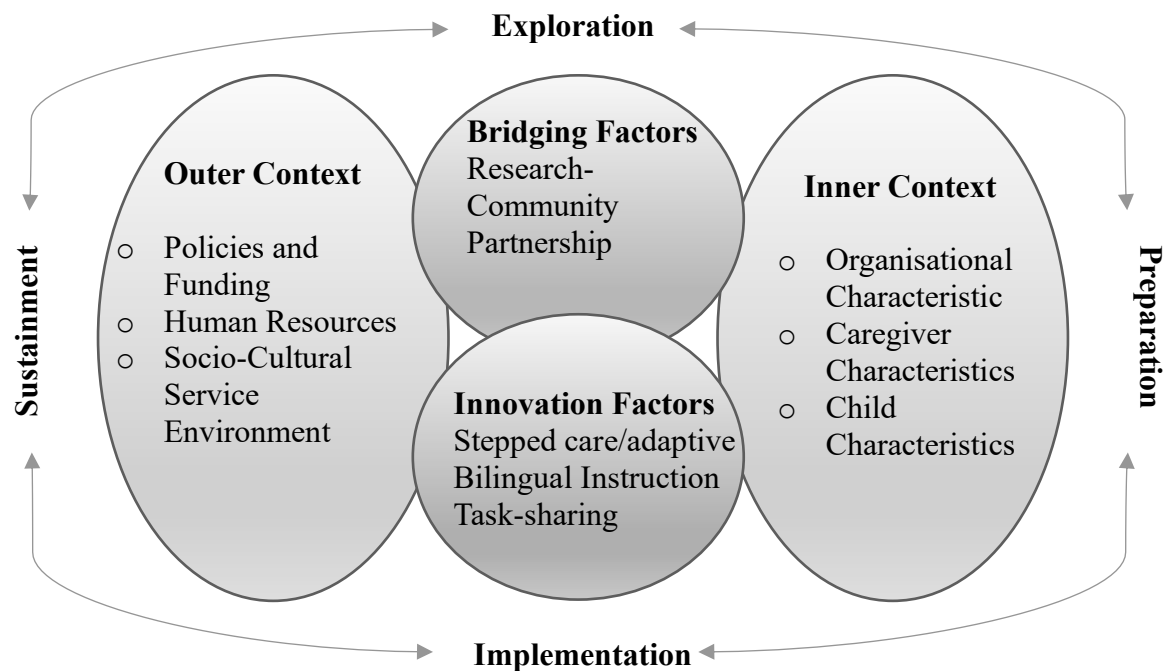 Exploration
Outer Context
○ Policies and
Funding
○ Human Resources
○ Socio-Cultural
Service
Environment
Bridging Factors
Research-
Community
Partnership
Innovation Factors
Stepped care/adaptive
Bilingual Instruction
Task-sharing
Inner Context
○ Organisational
Characteristic
○ Caregiver
Characteristics
○ Child
Characteristics
Sustainment
Preparation
Implementation